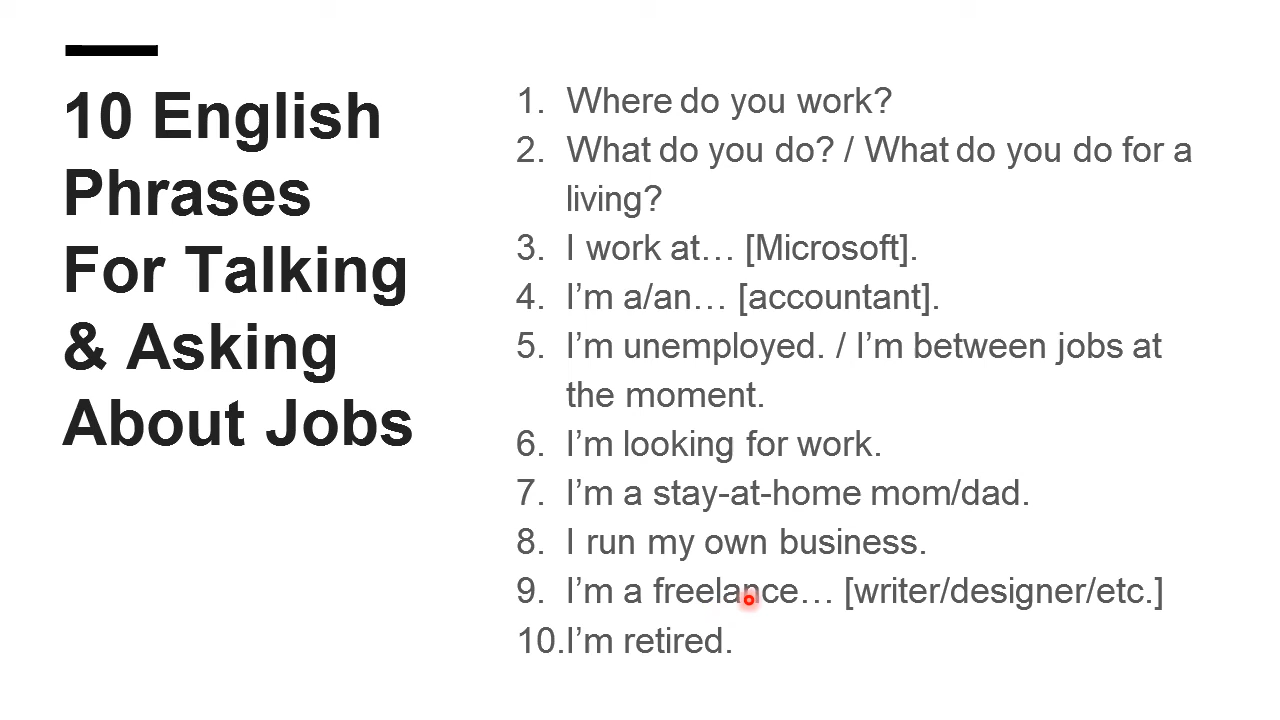 10 English
Phrases
For Talking
& Asking
About Jobs
1. Where do you work?
2. What do you do? / What do you do for a
living?
3. I work at… [Microsoft].
4. I’m a/an… [accountant].
5. I’m unemployed. / I’m between jobs at
the moment.
6. I’m looking for work.
7. I’m a stay-at-home mom/dad.
8. I run my own business.
9. I’m a freelance… [writer/designer/etc.]
10.I’m retired.